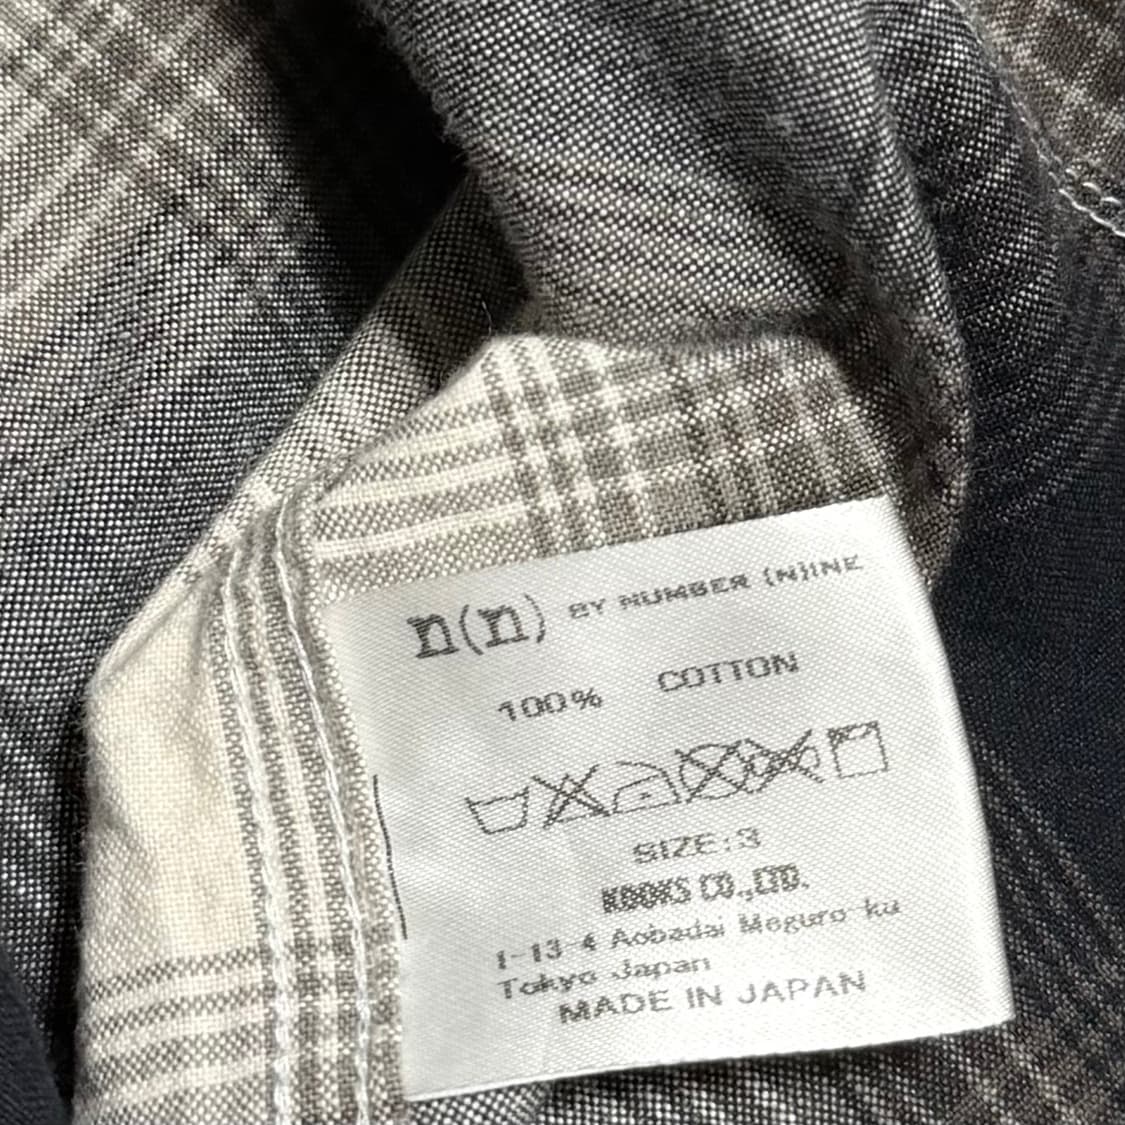 n(n) BY NUMBER (N)INE
100% COTTON
SIZE:3
KOOKS CO.,LTD.
1-13-4 Aobadai Meguro-ku
Tokyo Japan
MADE IN JAPAN